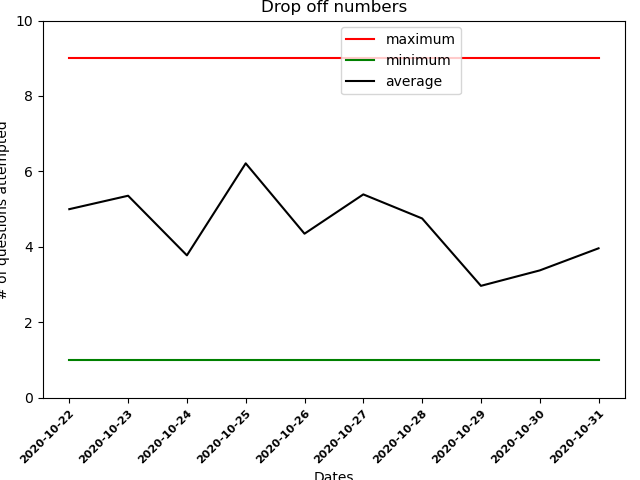 Drop off numbers
maximum
minimum
average
# of questions attempted
10
8
6
4
2
0
2020-10-22
2020-10-23
2020-10-24
2020-10-25
2020-10-26
2020-10-27
2020-10-28
2020-10-29
2020-10-30
2020-10-31
Dates